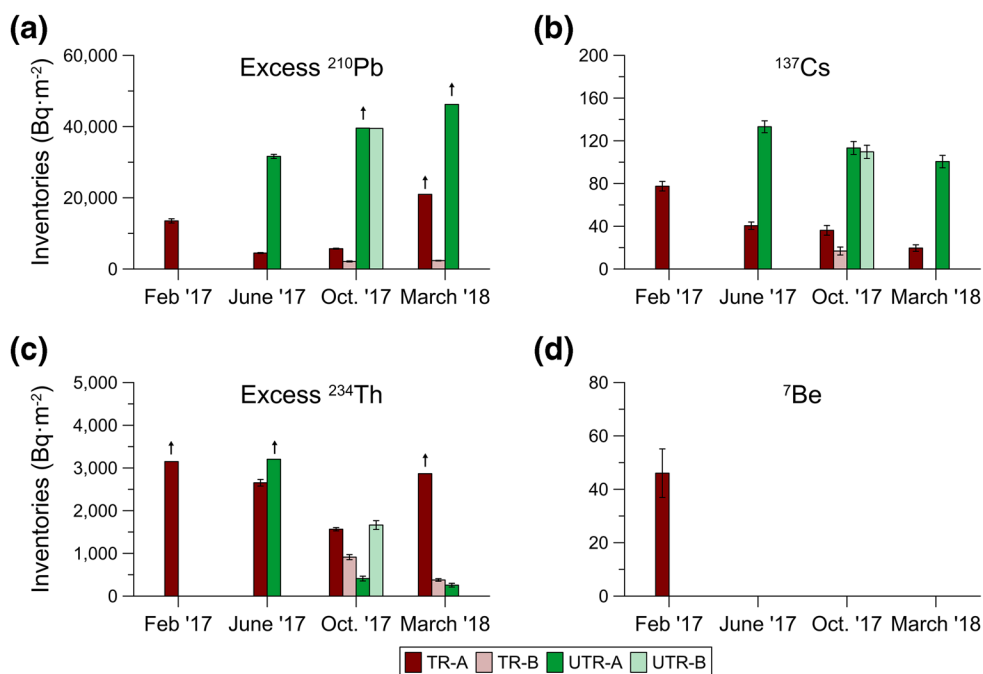 (a)
Excess ²¹⁰Pb
Inventories (Bq·m⁻²)
60,000
40,000
20,000
0
Feb '17 June '17 Oct. '17 March '18
(b)
¹³⁷Cs
200
160
120
80
40
0
Feb '17 June '17 Oct. '17 March '18
(c)
Excess ²³⁴Th
Inventories (Bq·m⁻²)
5,000
4,000
3,000
2,000
1,000
0
Feb '17 June '17 Oct. '17 March '18
(d)
⁷Be
80
60
40
20
0
Feb '17 June '17 Oct. '17 March '18
TR-A TR-B UTR-A UTR-B